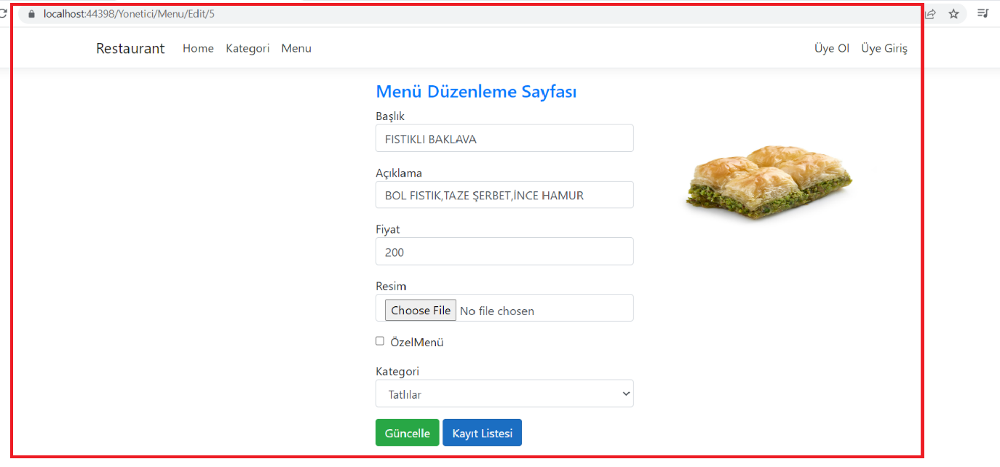 localhost:44398/Yonetici/Menu/Edit/5
Restaurant Home Kategori Menu Üye Ol Üye Giriş
Menü Düzenleme Sayfası
Başlık
FISTIKLI BAKLAVA
Açıklama
BOL FISTIK,TAZE ŞERBET,İNCE HAMUR
Fiyat
200
Resim
Choose File No file chosen
ÖzelMenü
Kategori
Tatlılar
Güncelle Kayıt Listesi